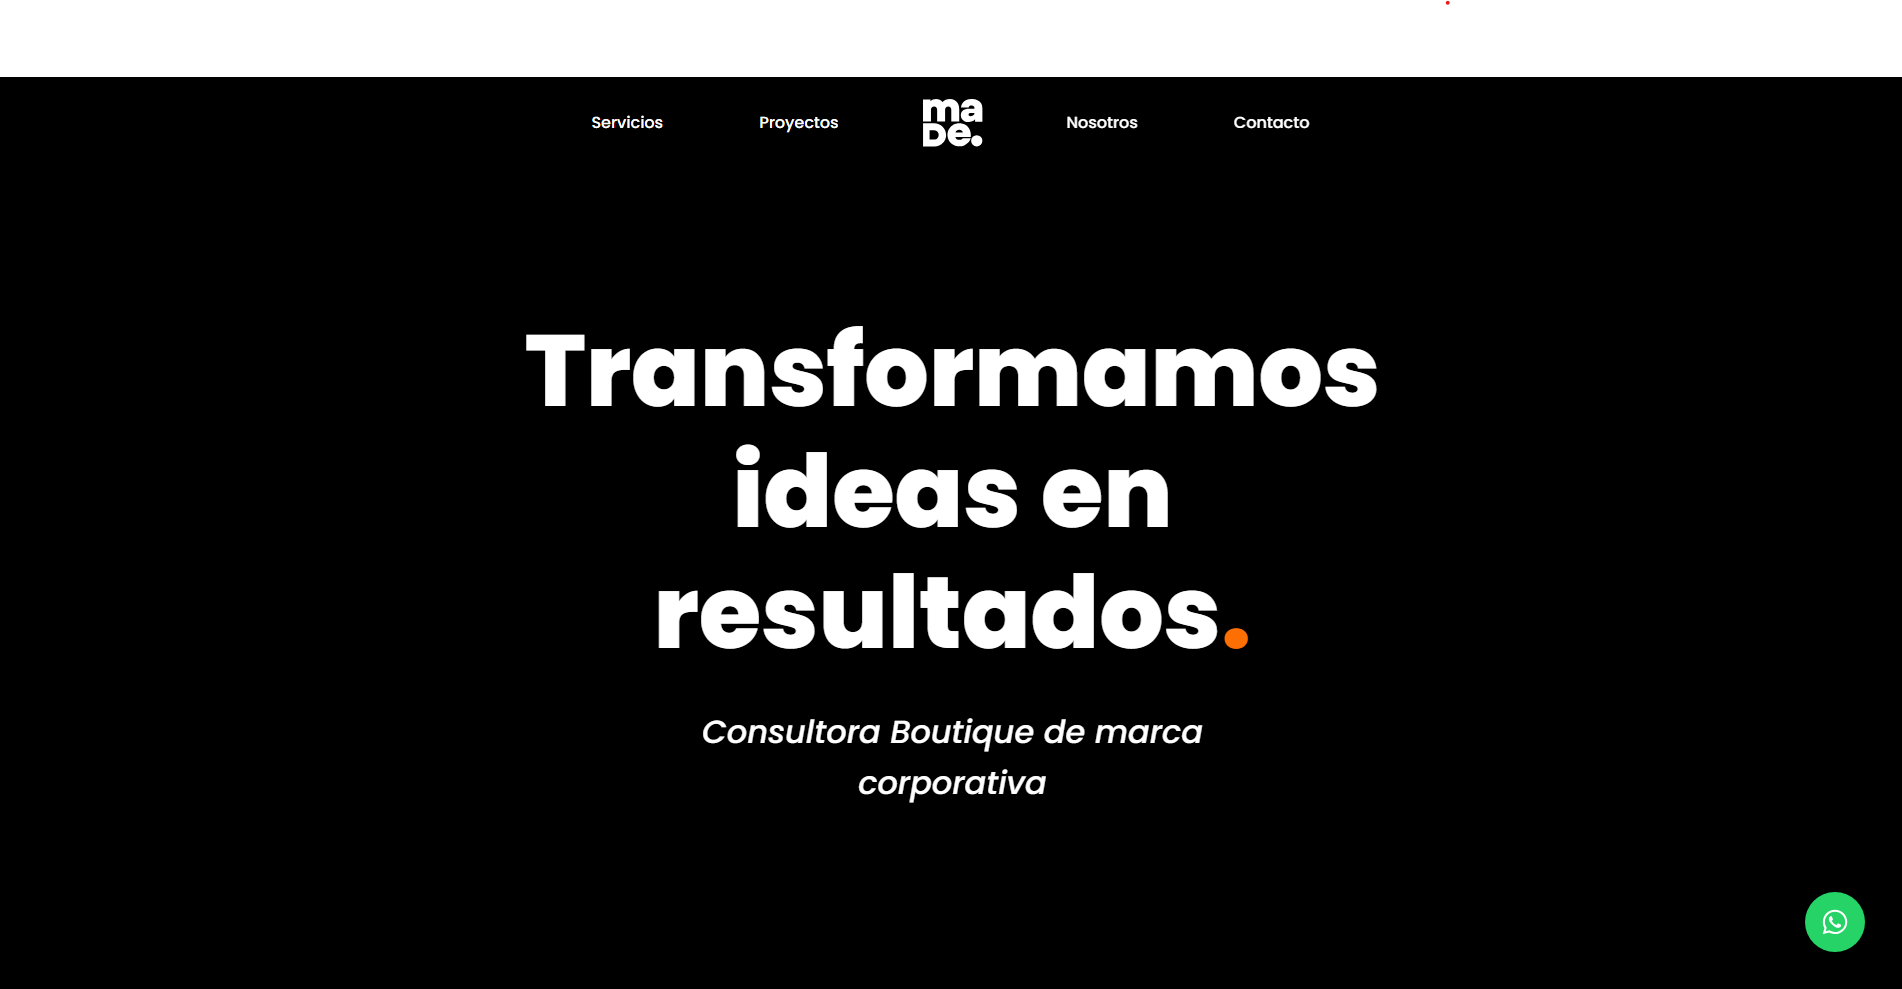 Servicios
Proyectos
ma
De.
Nosotros
Contacto
Transformamos
ideas en
resultados.
Consultora Boutique de marca
corporativa